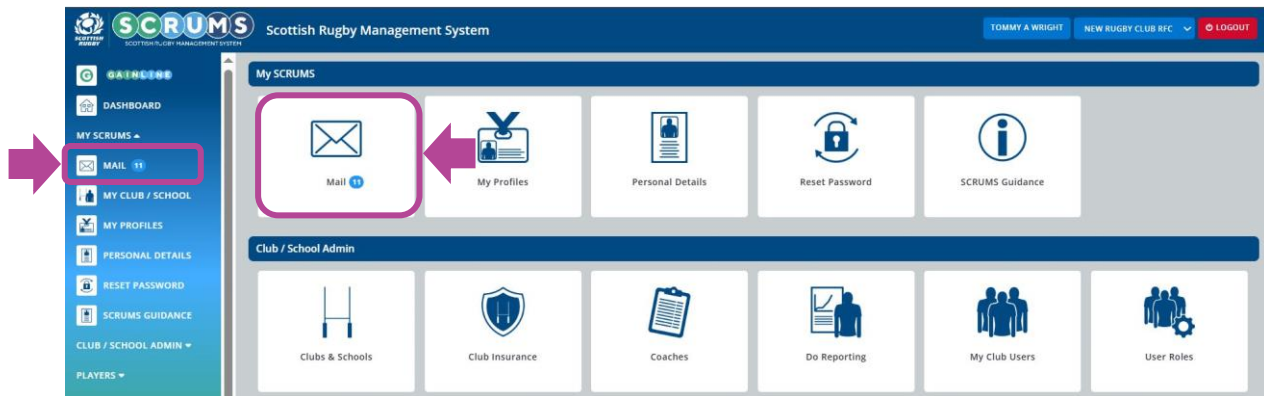 SCOTTISH RUGBY
SCRUMS
SCOTTISH RUGBY MANAGEMENT SYSTEM
Scottish Rugby Management System
TOMMY A WRIGHT
NEW RUGBY CLUB RFC
LOGOUT
G GAINLINE
DASHBOARD
MY SCRUMS
MAIL 11
MY CLUB / SCHOOL
MY PROFILES
PERSONAL DETAILS
RESET PASSWORD
SCRUMS GUIDANCE
CLUB / SCHOOL ADMIN
PLAYERS
My SCRUMS
Mail 11
My Profiles
Personal Details
Reset Password
SCRUMS Guidance
Club / School Admin
Clubs & Schools
Club Insurance
Coaches
Do Reporting
My Club Users
User Roles